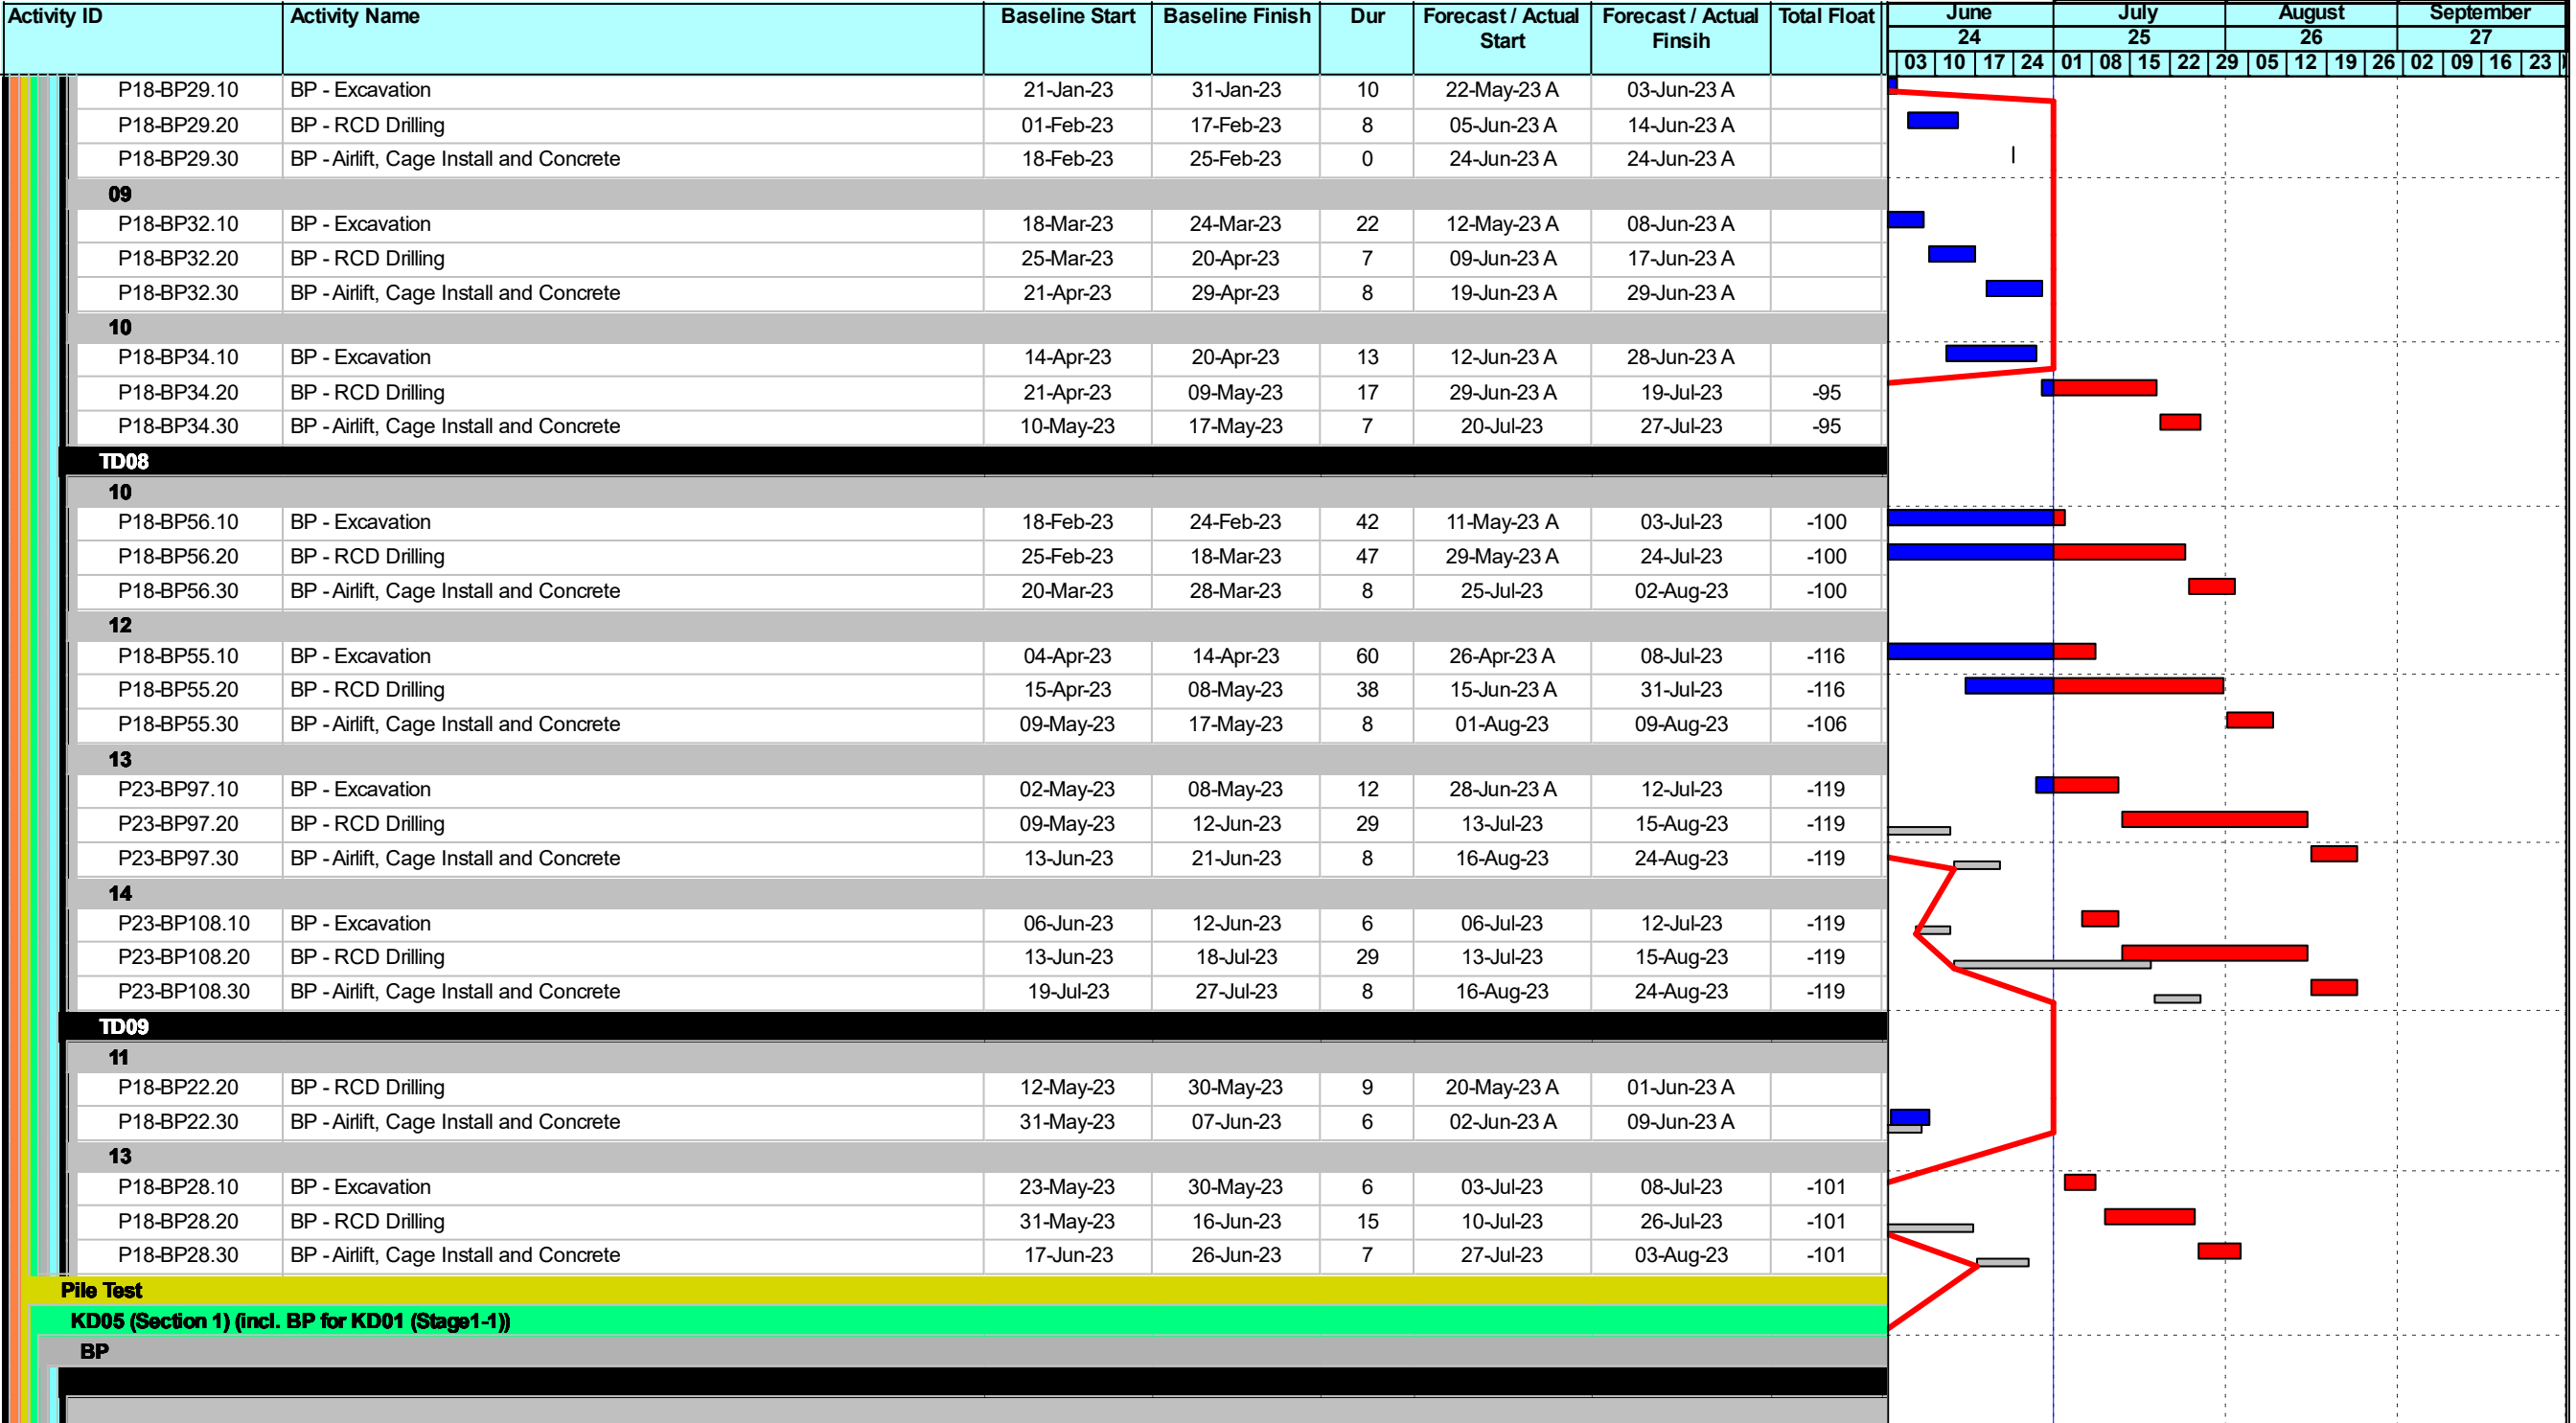 Activity ID Activity Name Baseline Start Baseline Finish Dur Forecast / Actual Start Forecast / Actual Finsih Total Float June July August September
24 25 26 27
03 10 17 24 01 08 15 22 29 05 12 19 26 02 09 16 23
P18-BP29.10 BP - Excavation 21-Jan-23 31-Jan-23 10 22-May-23 A 03-Jun-23 A
P18-BP29.20 BP - RCD Drilling 01-Feb-23 17-Feb-23 8 05-Jun-23 A 14-Jun-23 A
P18-BP29.30 BP - Airlift, Cage Install and Concrete 18-Feb-23 25-Feb-23 0 24-Jun-23 A 24-Jun-23 A
09
P18-BP32.10 BP - Excavation 18-Mar-23 24-Mar-23 22 12-May-23 A 08-Jun-23 A
P18-BP32.20 BP - RCD Drilling 25-Mar-23 20-Apr-23 7 09-Jun-23 A 17-Jun-23 A
P18-BP32.30 BP - Airlift, Cage Install and Concrete 21-Apr-23 29-Apr-23 8 19-Jun-23 A 29-Jun-23 A
10
P18-BP34.10 BP - Excavation 14-Apr-23 20-Apr-23 13 12-Jun-23 A 28-Jun-23 A
P18-BP34.20 BP - RCD Drilling 21-Apr-23 09-May-23 17 29-Jun-23 A 19-Jul-23 -95
P18-BP34.30 BP - Airlift, Cage Install and Concrete 10-May-23 17-May-23 7 20-Jul-23 27-Jul-23 -95
TD08
10
P18-BP56.10 BP - Excavation 18-Feb-23 24-Feb-23 42 11-May-23 A 03-Jul-23 -100
P18-BP56.20 BP - RCD Drilling 25-Feb-23 18-Mar-23 47 29-May-23 A 24-Jul-23 -100
P18-BP56.30 BP - Airlift, Cage Install and Concrete 20-Mar-23 28-Mar-23 8 25-Jul-23 02-Aug-23 -100
12
P18-BP55.10 BP - Excavation 04-Apr-23 14-Apr-23 60 26-Apr-23 A 08-Jul-23 -116
P18-BP55.20 BP - RCD Drilling 15-Apr-23 08-May-23 38 15-Jun-23 A 31-Jul-23 -116
P18-BP55.30 BP - Airlift, Cage Install and Concrete 09-May-23 17-May-23 8 01-Aug-23 09-Aug-23 -106
13
P23-BP97.10 BP - Excavation 02-May-23 08-May-23 12 28-Jun-23 A 12-Jul-23 -119
P23-BP97.20 BP - RCD Drilling 09-May-23 12-Jun-23 29 13-Jul-23 15-Aug-23 -119
P23-BP97.30 BP - Airlift, Cage Install and Concrete 13-Jun-23 21-Jun-23 8 16-Aug-23 24-Aug-23 -119
14
P23-BP108.10 BP - Excavation 06-Jun-23 12-Jun-23 6 06-Jul-23 12-Jul-23 -119
P23-BP108.20 BP - RCD Drilling 13-Jun-23 18-Jul-23 29 13-Jul-23 15-Aug-23 -119
P23-BP108.30 BP - Airlift, Cage Install and Concrete 19-Jul-23 27-Jul-23 8 16-Aug-23 24-Aug-23 -119
TD09
11
P18-BP22.20 BP - RCD Drilling 12-May-23 30-May-23 9 20-May-23 A 01-Jun-23 A
P18-BP22.30 BP - Airlift, Cage Install and Concrete 31-May-23 07-Jun-23 6 02-Jun-23 A 09-Jun-23 A
13
P18-BP28.10 BP - Excavation 23-May-23 30-May-23 6 03-Jul-23 08-Jul-23 -101
P18-BP28.20 BP - RCD Drilling 31-May-23 16-Jun-23 15 10-Jul-23 26-Jul-23 -101
P18-BP28.30 BP - Airlift, Cage Install and Concrete 17-Jun-23 26-Jun-23 7 27-Jul-23 03-Aug-23 -101
Pile Test
KD05 (Section 1) (incl. BP for KD01 (Stage1-1))
BP